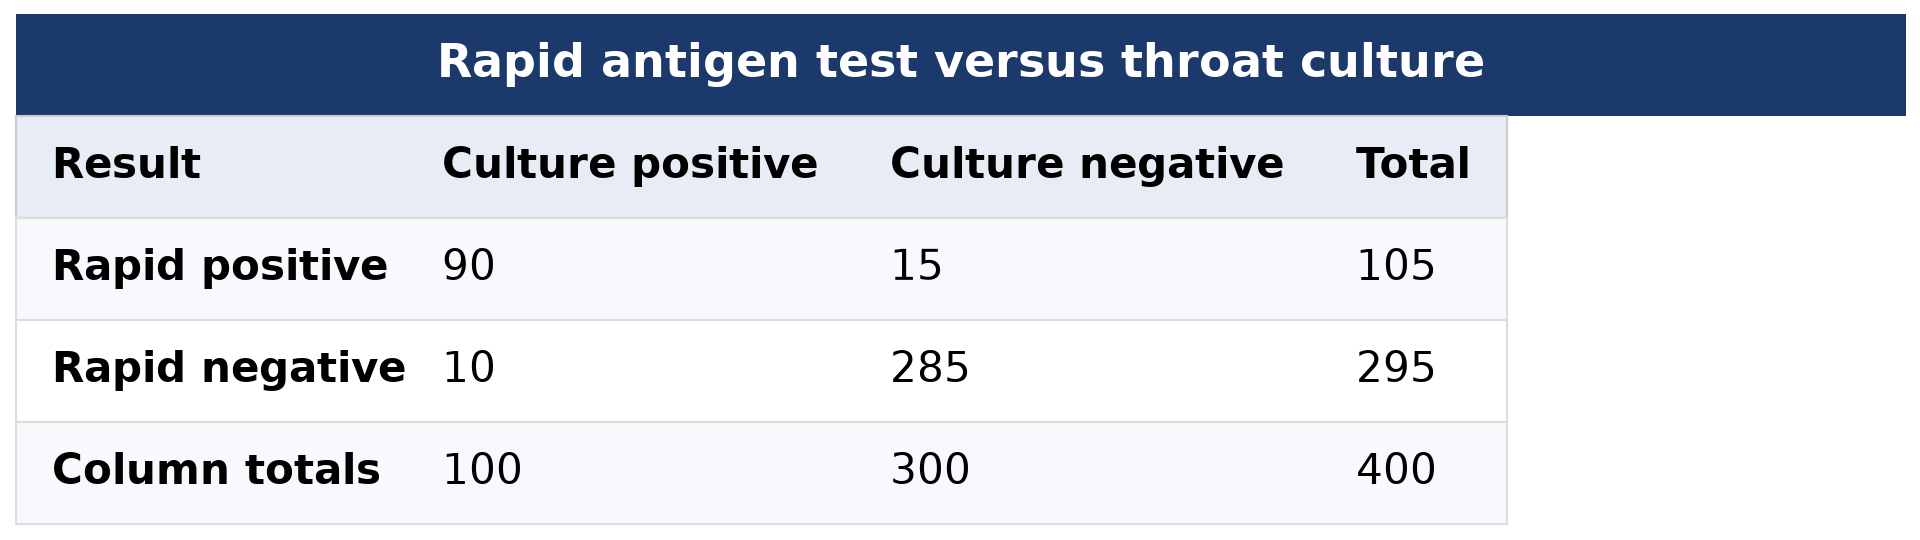 Rapid antigen test versus throat culture
Result Culture positive Culture negative Total
Rapid positive 90 15 105
Rapid negative 10 285 295
Column totals 100 300 400